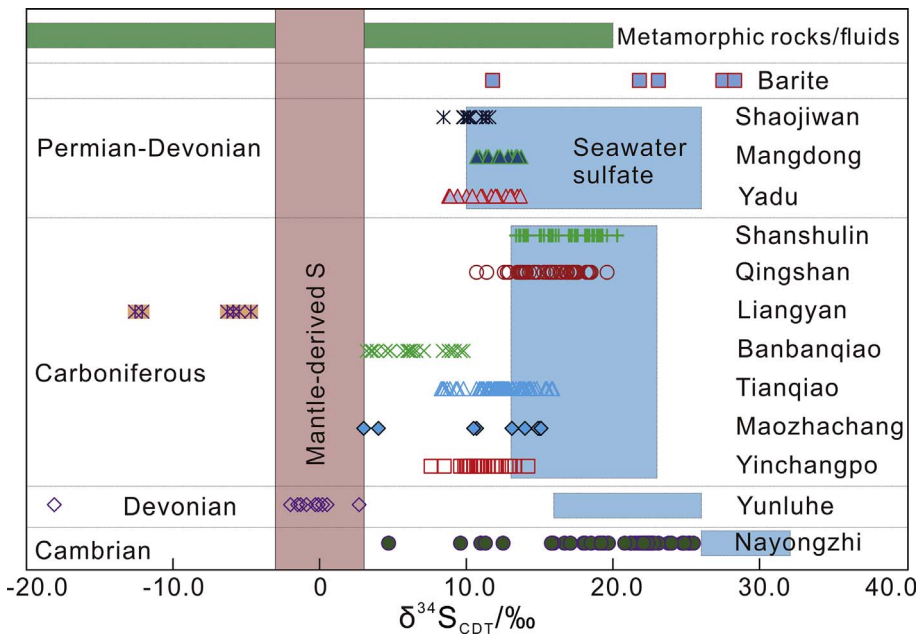 Metamorphic rocks/fluids
Barite
Shaojiwan
Permian-Devonian
Seawater
sulfate
Mangdong
Yadu
Shanshulin
Qingshan
Mantle-derived S
Liangyan
Banbanqiao
Carboniferous
Tianqiao
Maozhachang
Yinchangpo
Devonian
Yunluhe
Cambrian
Nayongzhi
-20.0 -10.0 0 10.0 20.0 30.0 40.0
δ³⁴S_CDT/‰